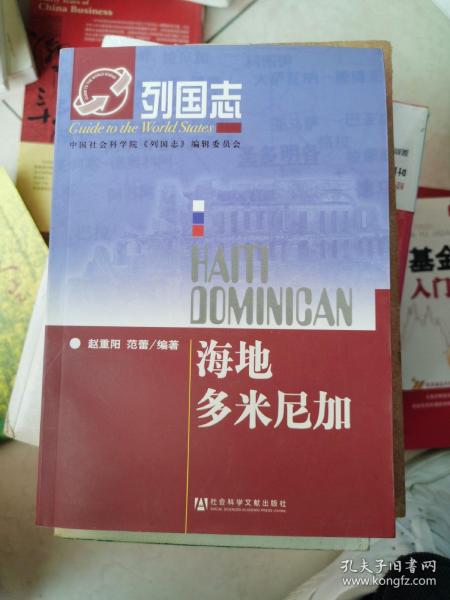 China Business
列国志
Guide to the World States
中国社会科学院《列国志》编辑委员会
HAITI
DOMINICAN
赵重阳 范蕾/编著
海地
多米尼加
社会科学文献出版社
SOCIAL SCIENCES ACADEMIC PRESS (CHINA)
基金
入门
孔夫子旧书网
www.kongfz.com